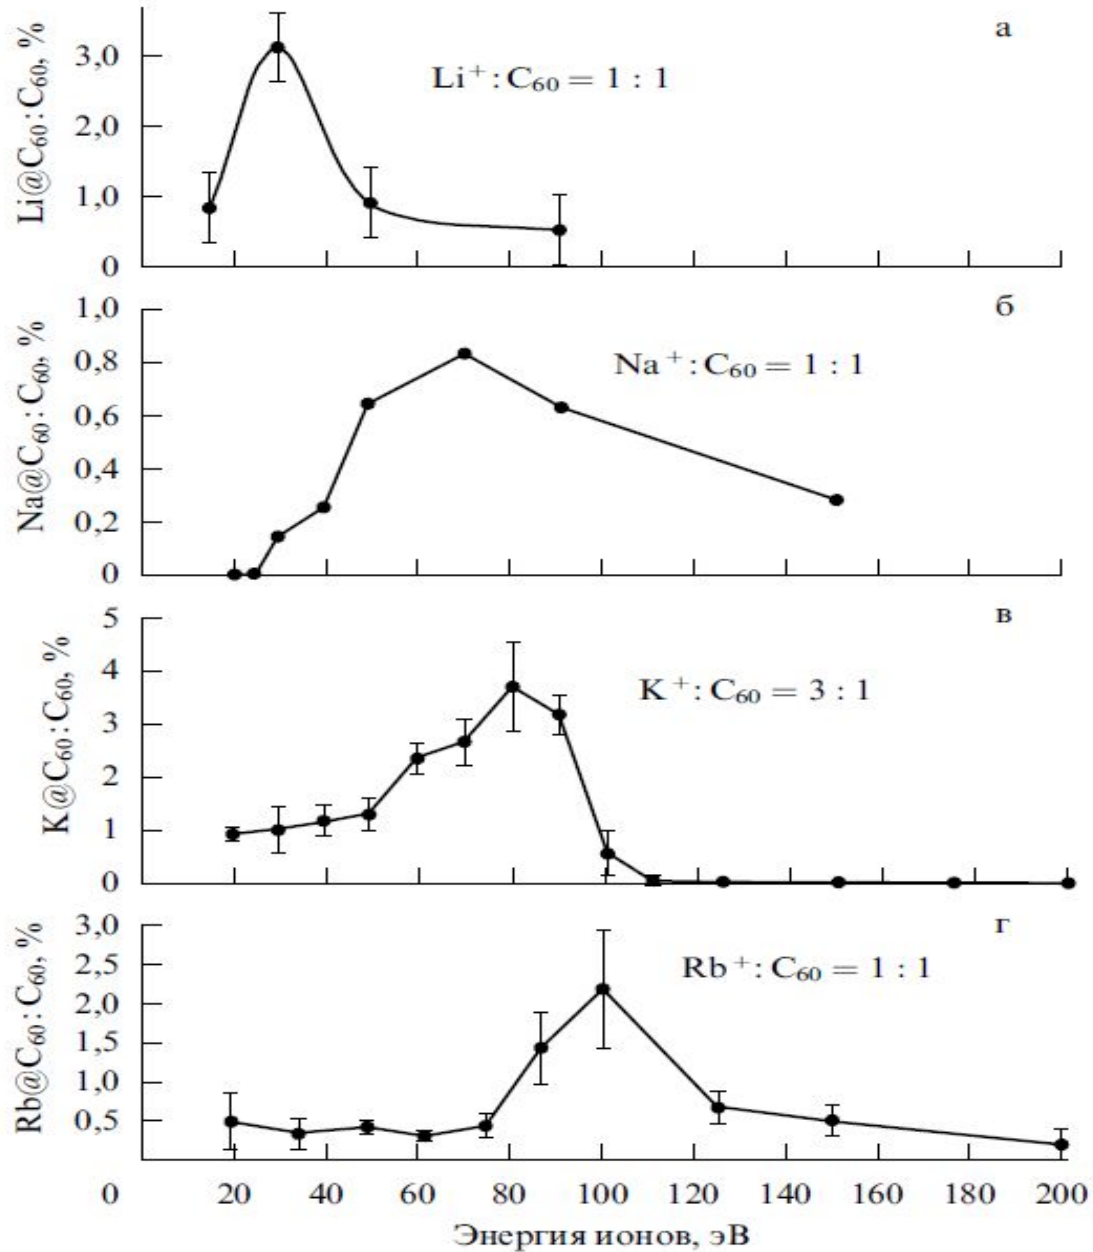 а
Li@C₆₀:C₆₀, %
3,0
2,0
1,0
0
Li⁺:C₆₀ = 1 : 1
б
Na@C₆₀:C₆₀, %
1,0
0,8
0,6
0,4
0,2
0
Na⁺:C₆₀ = 1 : 1
в
K@C₆₀:C₆₀, %
5
4
3
2
1
0
K⁺:C₆₀ = 3 : 1
г
Rb@C₆₀:C₆₀, %
3,0
2,5
2,0
1,5
1,0
0,5
Rb⁺:C₆₀ = 1 : 1
0 20 40 60 80 100 120 140 160 180 200
Энергия ионов, эВ